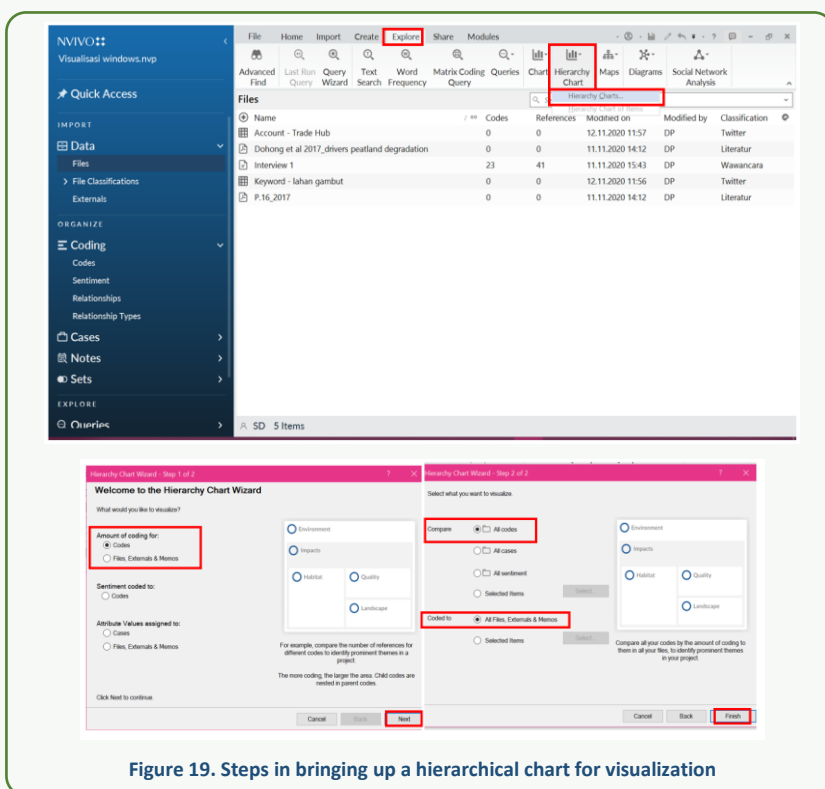 NVIVO
Visualisasi windows.nvp
Quick Access
IMPORT
Data
Files
File Classifications
Externals
ORGANIZE
Coding
Codes
Sentiment
Relationships
Relationship Types
Cases
Notes
Sets
EXPLORE
Queries
File Home Import Create Explore Share Modules
Advanced Find
Last Run Query
Query Wizard
Text Search
Word Frequency
Matrix Coding Query
Queries
Chart
Hierarchy Chart
Maps
Diagrams
Social Network Analysis
Hierarchy Charts...
Hierarchy Chart of Items
Files
Name Codes References Modified on Modified by Classification
Account - Trade Hub 0 0 12.11.2020 11:57 DP Twitter
Dohong et al 2017_drivers peatland degradation 0 0 11.11.2020 14:12 DP Literatur
Interview 1 23 41 11.11.2020 15:43 DP Wawancara
Keyword - lahan gambut 0 0 12.11.2020 11:56 DP Twitter
P.16_2017 0 0 11.11.2020 14:12 DP Literatur
SD 5 Items
Hierarchy Chart Wizard - Step 1 of 2
Welcome to the Hierarchy Chart Wizard
What would you like to visualize?
Amount of coding for:
Codes
Files, Externals & Memos
Sentiment coded to:
Codes
Attribute Values assigned to:
Cases
Files, Externals & Memos
Click Next to continue.
Environment
Impacts
Habitat
Quality
Landscape
For example, compare the number of references for
different codes to identify prominent themes in a
project.
The more coding, the larger the area. Child codes are
nested in parent codes.
Cancel Back Next
Hierarchy Chart Wizard - Step 2 of 2
Select what you want to visualize.
Compare All codes
All cases
All sentiment
Selected Items Select...
Coded to All Files, Externals & Memos
Selected Items Select...
Environment
Impacts
Habitat
Quality
Landscape
Compare all your codes by the amount of coding to
them in all your files, to identify prominent themes
in your project.
Cancel Back Finish
Figure 19. Steps in bringing up a hierarchical chart for visualization